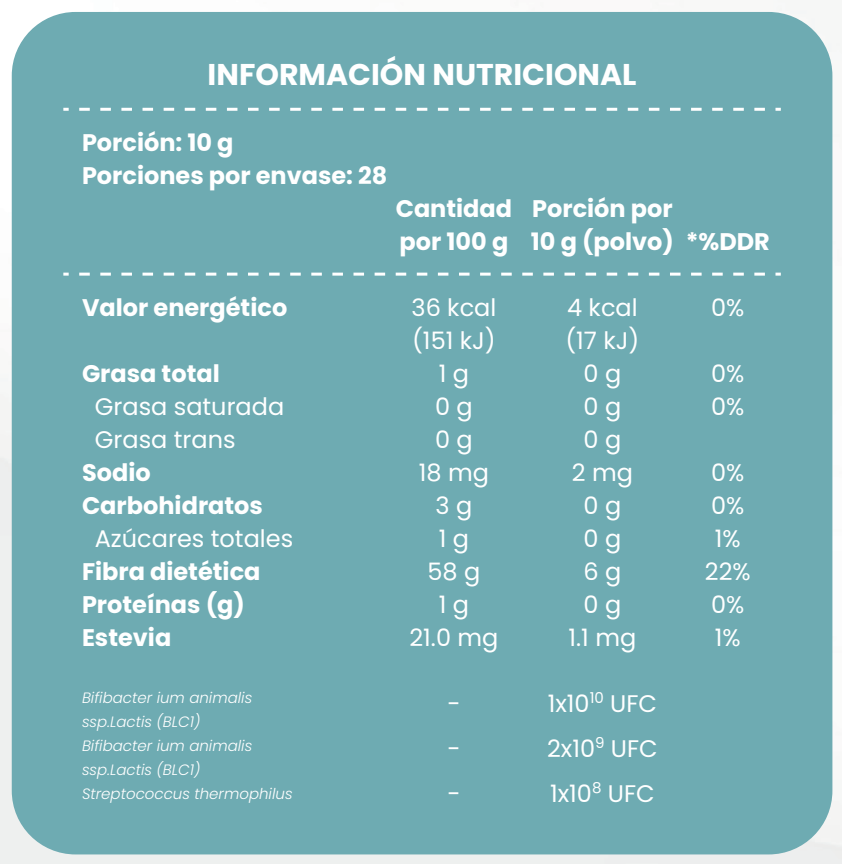 INFORMACIÓN NUTRICIONAL
Porción: 10 g
Porciones por envase: 28
Cantidad Porción por
por 100 g 10 g (polvo) *%DDR
Valor energético 36 kcal 4 kcal 0%
(151 kJ) (17 kJ)
Grasa total 1 g 0 g 0%
Grasa saturada 0 g 0 g 0%
Grasa trans 0 g 0 g
Sodio 18 mg 2 mg 0%
Carbohidratos 3 g 0 g 0%
Azúcares totales 1 g 0 g 1%
Fibra dietética 58 g 6 g 22%
Proteínas (g) 1 g 0 g 0%
Estevia 21.0 mg 1.1 mg 1%
Bifibacter ium animalis
ssp.Lactis (BLC1) – 1x10¹⁰ UFC
Bifibacter ium animalis
ssp.Lactis (BLC1) – 2x10⁹ UFC
Streptococcus thermophilus – 1x10⁸ UFC